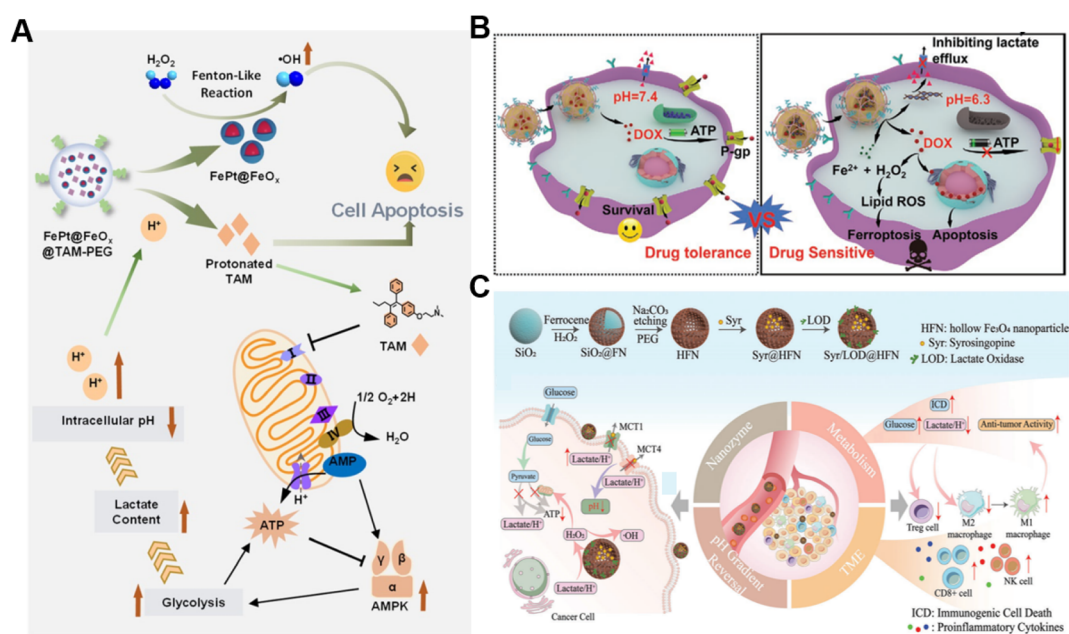 A
H₂O₂
•OH
Fenton-Like
Reaction
FePt@FeOₓ
Cell Apoptosis
FePt@FeOₓ
@TAM-PEG
H⁺
Protonated
TAM
TAM
H⁺
H⁺
Intracellular pH
Lactate
Content
Glycolysis
I
II
III
IV
1/2 O₂+2H
H₂O
AMP
H⁺
ATP
γ
β
α
AMPK
B
pH=7.4
DOX
ATP
P-gp
Survival
Drug tolerance
VS
Inhibiting lactate
efflux
pH=6.3
DOX
ATP
Fe²⁺ + H₂O₂
Lipid ROS
Ferroptosis
Apoptosis
Drug Sensitive
C
SiO₂
Ferrocene
H₂O₂
SiO₂@FN
Na₂CO₃
etching
PEG
HFN
Syr
Syr@HFN
LOD
Syr/LOD@HFN
HFN: hollow Fe₃O₄ nanoparticle
Syr: Syrosingopine
LOD: Lactate Oxidase
Glucose
Glucose
Pyruvate
ATP
Lactate/H⁺
MCT1
Lactate/H⁺
MCT4
Lactate/H⁺
pH
H₂O₂
·OH
Lactate/H⁺
Cancer Cell
Nanozyme
Metabolism
pH Gradient
Reversal
TME
ICD
Glucose
Lactate/H⁺
Anti-tumor Activity
Treg cell
M2
macrophage
M1
macrophage
CD8+ cell
NK cell
ICD: Immunogenic Cell Death
: Proinflammatory Cytokines